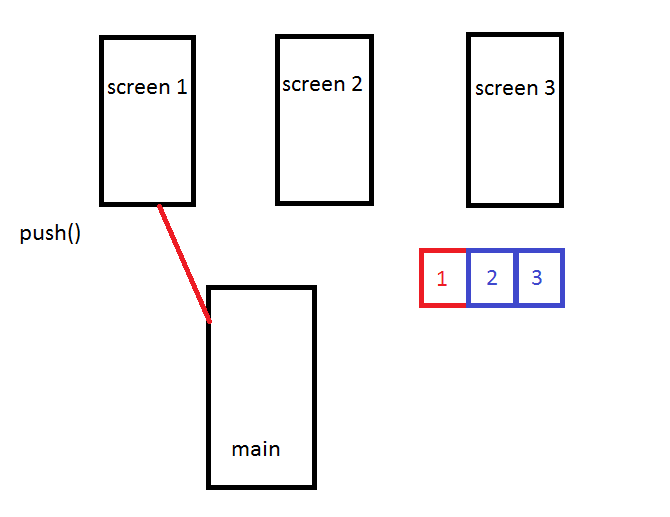 screen 1
screen 2
screen 3
push()
1 2 3
main